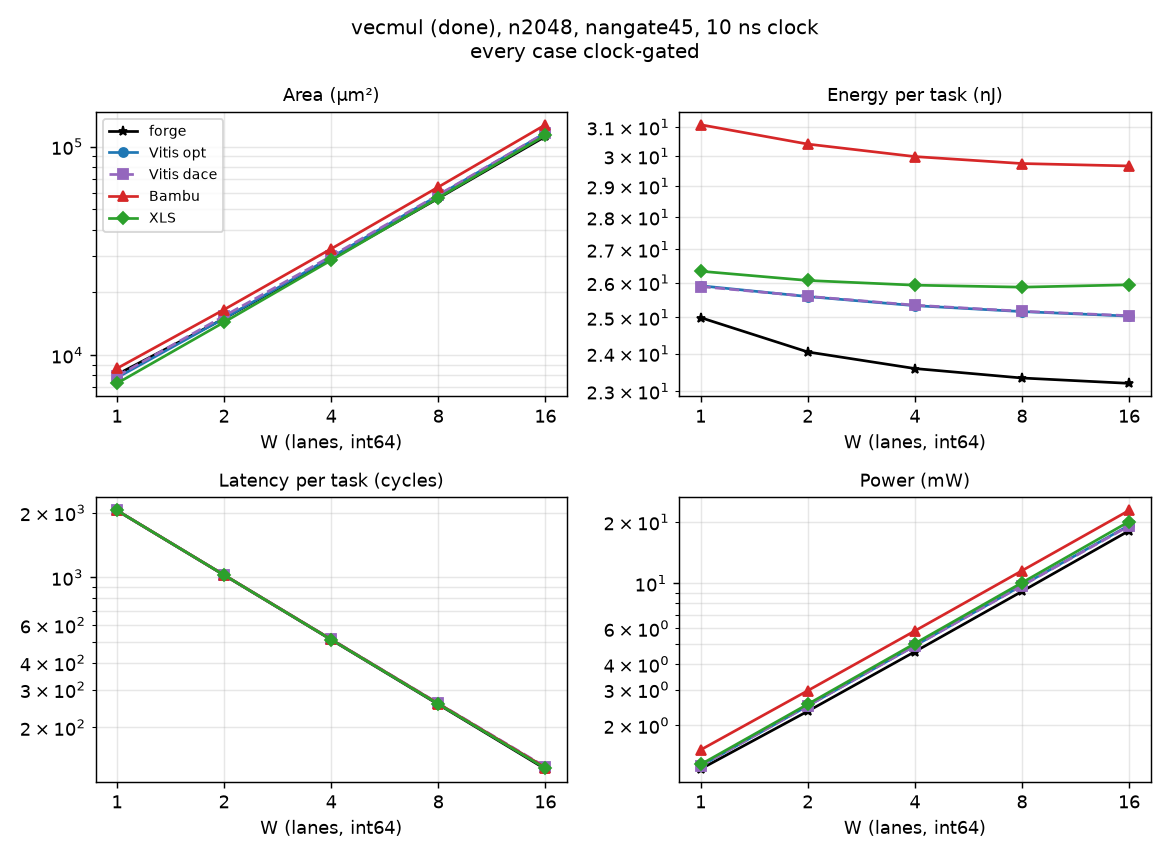 vecmul (done), n2048, nangate45, 10 ns clock
every case clock-gated
Area (μm²)
10⁵
10⁴
forge
Vitis opt
Vitis dace
Bambu
XLS
1 2 4 8 16
W (lanes, int64)
Energy per task (nJ)
3.1 × 10¹
3 × 10¹
2.9 × 10¹
2.8 × 10¹
2.7 × 10¹
2.6 × 10¹
2.5 × 10¹
2.4 × 10¹
2.3 × 10¹
1 2 4 8 16
W (lanes, int64)
Latency per task (cycles)
2 × 10³
10³
6 × 10²
4 × 10²
3 × 10²
2 × 10²
1 2 4 8 16
W (lanes, int64)
Power (mW)
2 × 10¹
10¹
6 × 10⁰
4 × 10⁰
3 × 10⁰
2 × 10⁰
1 2 4 8 16
W (lanes, int64)